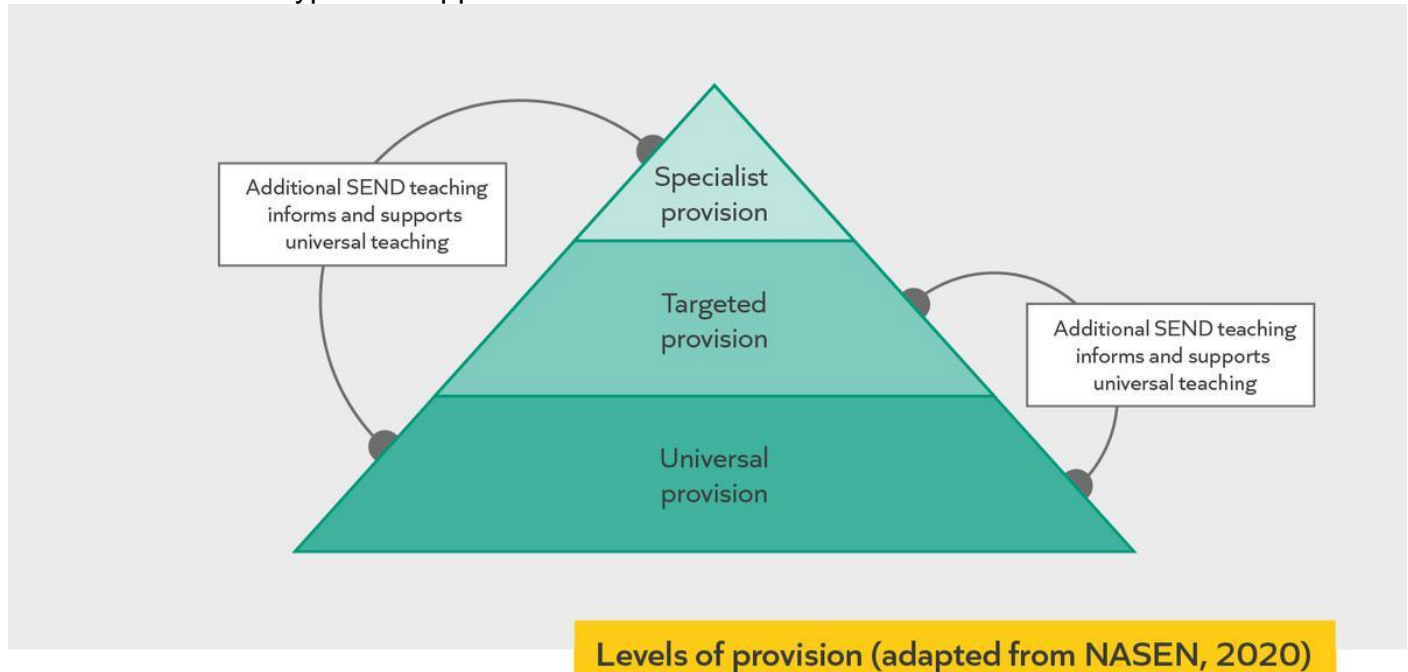 Additional SEND teaching
informs and supports
universal teaching
Specialist
provision
Targeted
provision
Additional SEND teaching
informs and supports
universal teaching
Universal
provision
Levels of provision (adapted from NASEN, 2020)